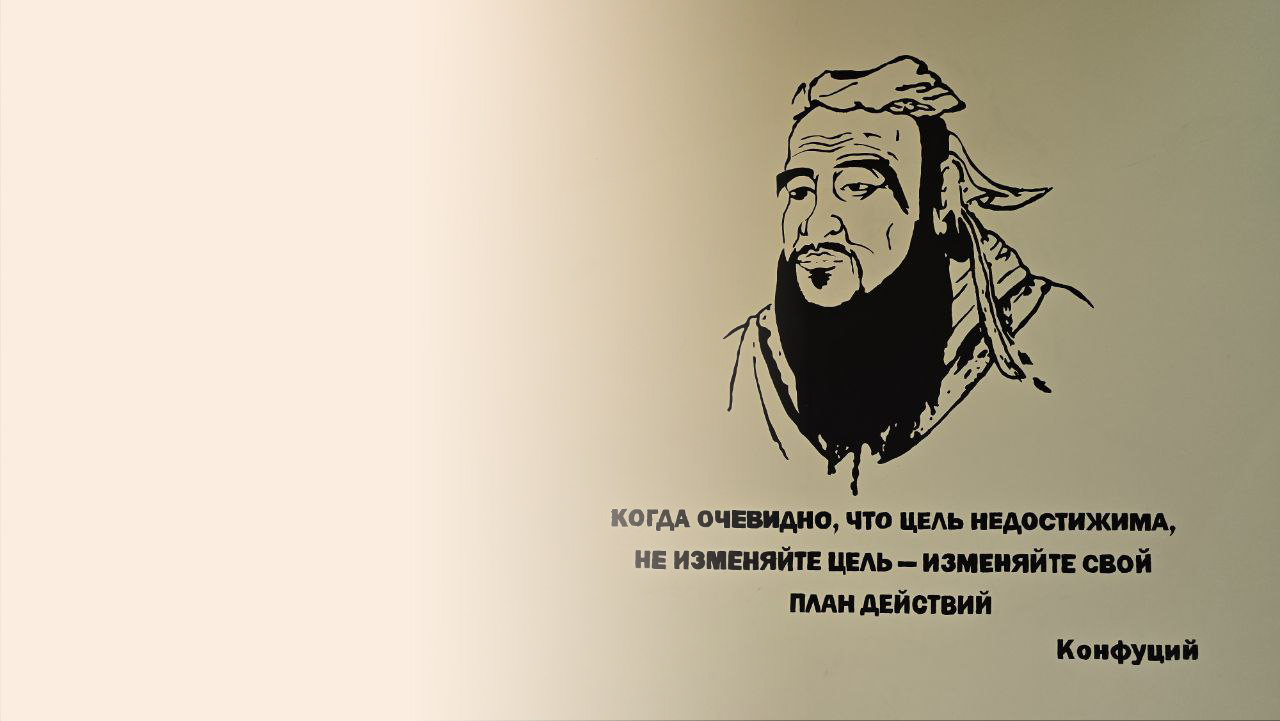 КОГДА ОЧЕВИДНО, ЧТО ЦЕЛЬ НЕДОСТИЖИМА,
НЕ ИЗМЕНЯЙТЕ ЦЕЛЬ – ИЗМЕНЯЙТЕ СВОЙ
ПЛАН ДЕЙСТВИЙ
Конфуций